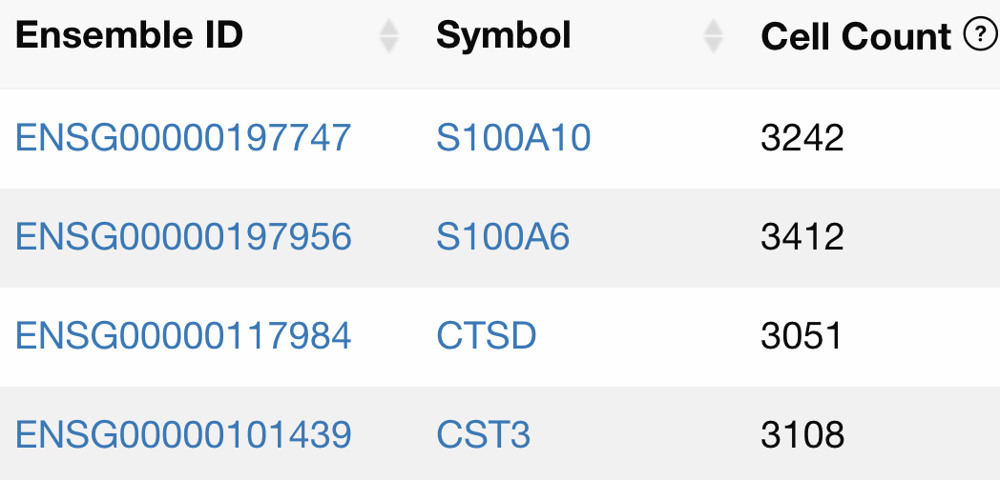 Ensemble ID Symbol Cell Count ?
ENSG00000197747 S100A10 3242
ENSG00000197956 S100A6 3412
ENSG00000117984 CTSD 3051
ENSG00000101439 CST3 3108